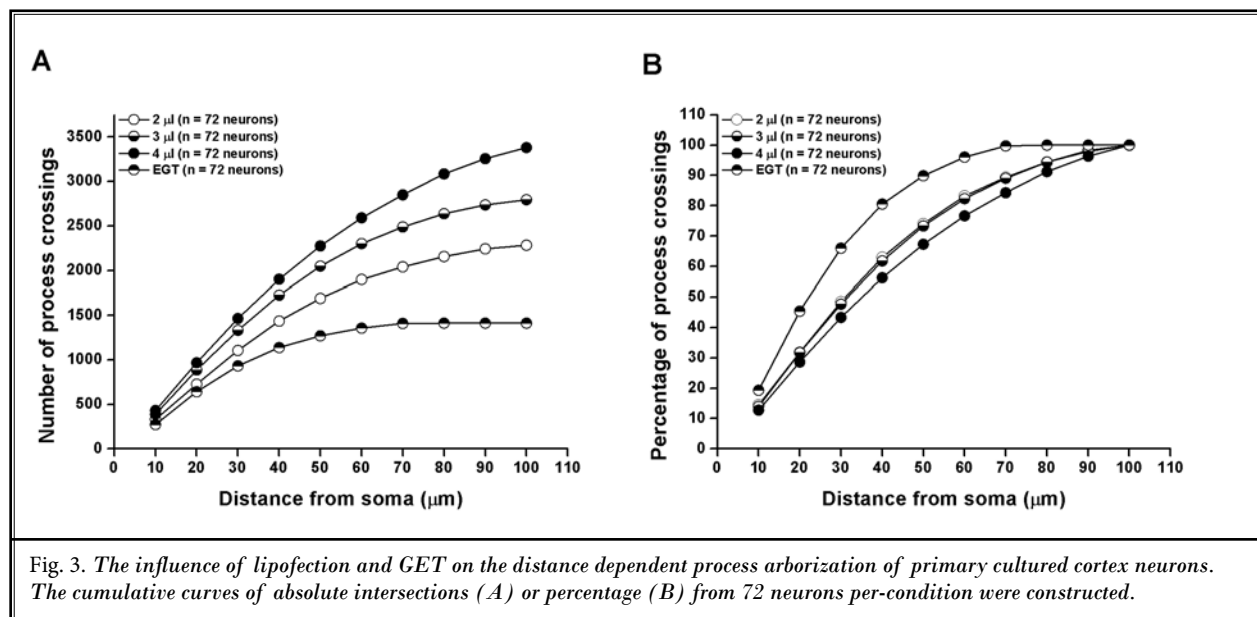 A
2 μl (n = 72 neurons)
3 μl (n = 72 neurons)
4 μl (n = 72 neurons)
EGT (n = 72 neurons)
3500
3000
2500
2000
1500
1000
500
0
Number of process crossings
0 10 20 30 40 50 60 70 80 90 100 110
Distance from soma (μm)
B
2 μl (n = 72 neurons)
3 μl (n = 72 neurons)
4 μl (n = 72 neurons)
EGT (n = 72 neurons)
110
100
90
80
70
60
50
40
30
20
10
0
Percentage of process crossings
0 10 20 30 40 50 60 70 80 90 100 110
Distance from soma (μm)
Fig. 3. The influence of lipofection and GET on the distance dependent process arborization of primary cultured cortex neurons.
The cumulative curves of absolute intersections (A) or percentage (B) from 72 neurons per-condition were constructed.